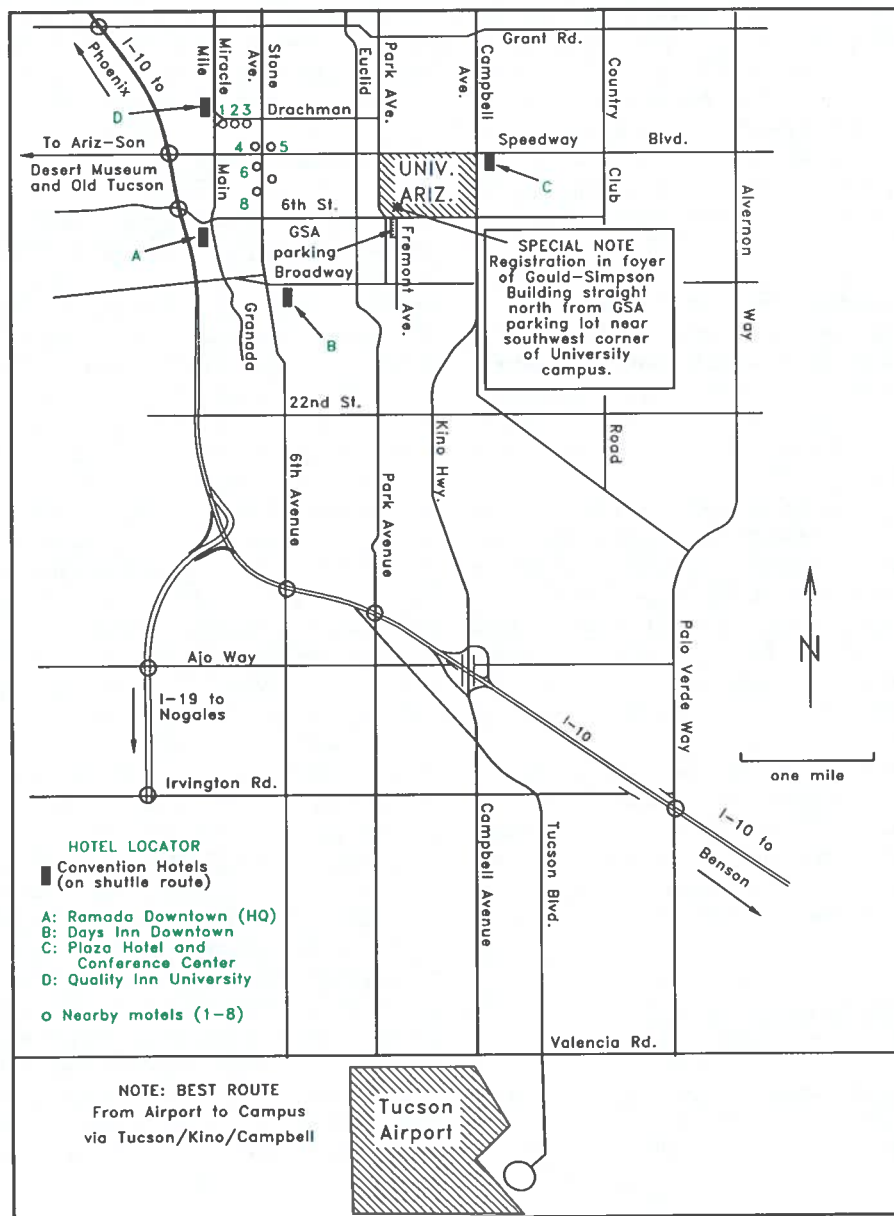 Grant Rd.
I-10 to
Phoenix
Mile
Miracle
Ave.
Stone
Euclid
Park AVe.
Ave.
Campbell
Country
D
1 2 3
Drachman
To Ariz-Son
Desert Museum
and Old Tucson
4
5
Speedway
Blvd.
UNIV.
ARIZ.
C
Club
Alvernon
Main
6
8
6th St.
A
GSA
parking
Broadway
Fremont Ave.
SPECIAL NOTE
Registration in foyer
of Gould-Simpson
Building straight
north from GSA
parking lot near
southwest corner
of University
campus.
Granada
B
Way
22nd St.
Kino Hwy.
Road
6th Avenue
Park Avenue
N
Ajo Way
I-19 to
Nogales
Palo Verde Way
I-10
one mile
Irvington Rd.
I-10 to
Benson
Campbell Avenue
Tucson Blvd.
HOTEL LOCATOR
Convention Hotels
(on shuttle route)
A: Ramada Downtown (HQ)
B: Days Inn Downtown
C: Plaza Hotel and
Conference Center
D: Quality Inn University
o Nearby motels (1-8)
Valencia Rd.
NOTE: BEST ROUTE
From Airport to Campus
via Tucson/Kino/Campbell
Tucson
Airport